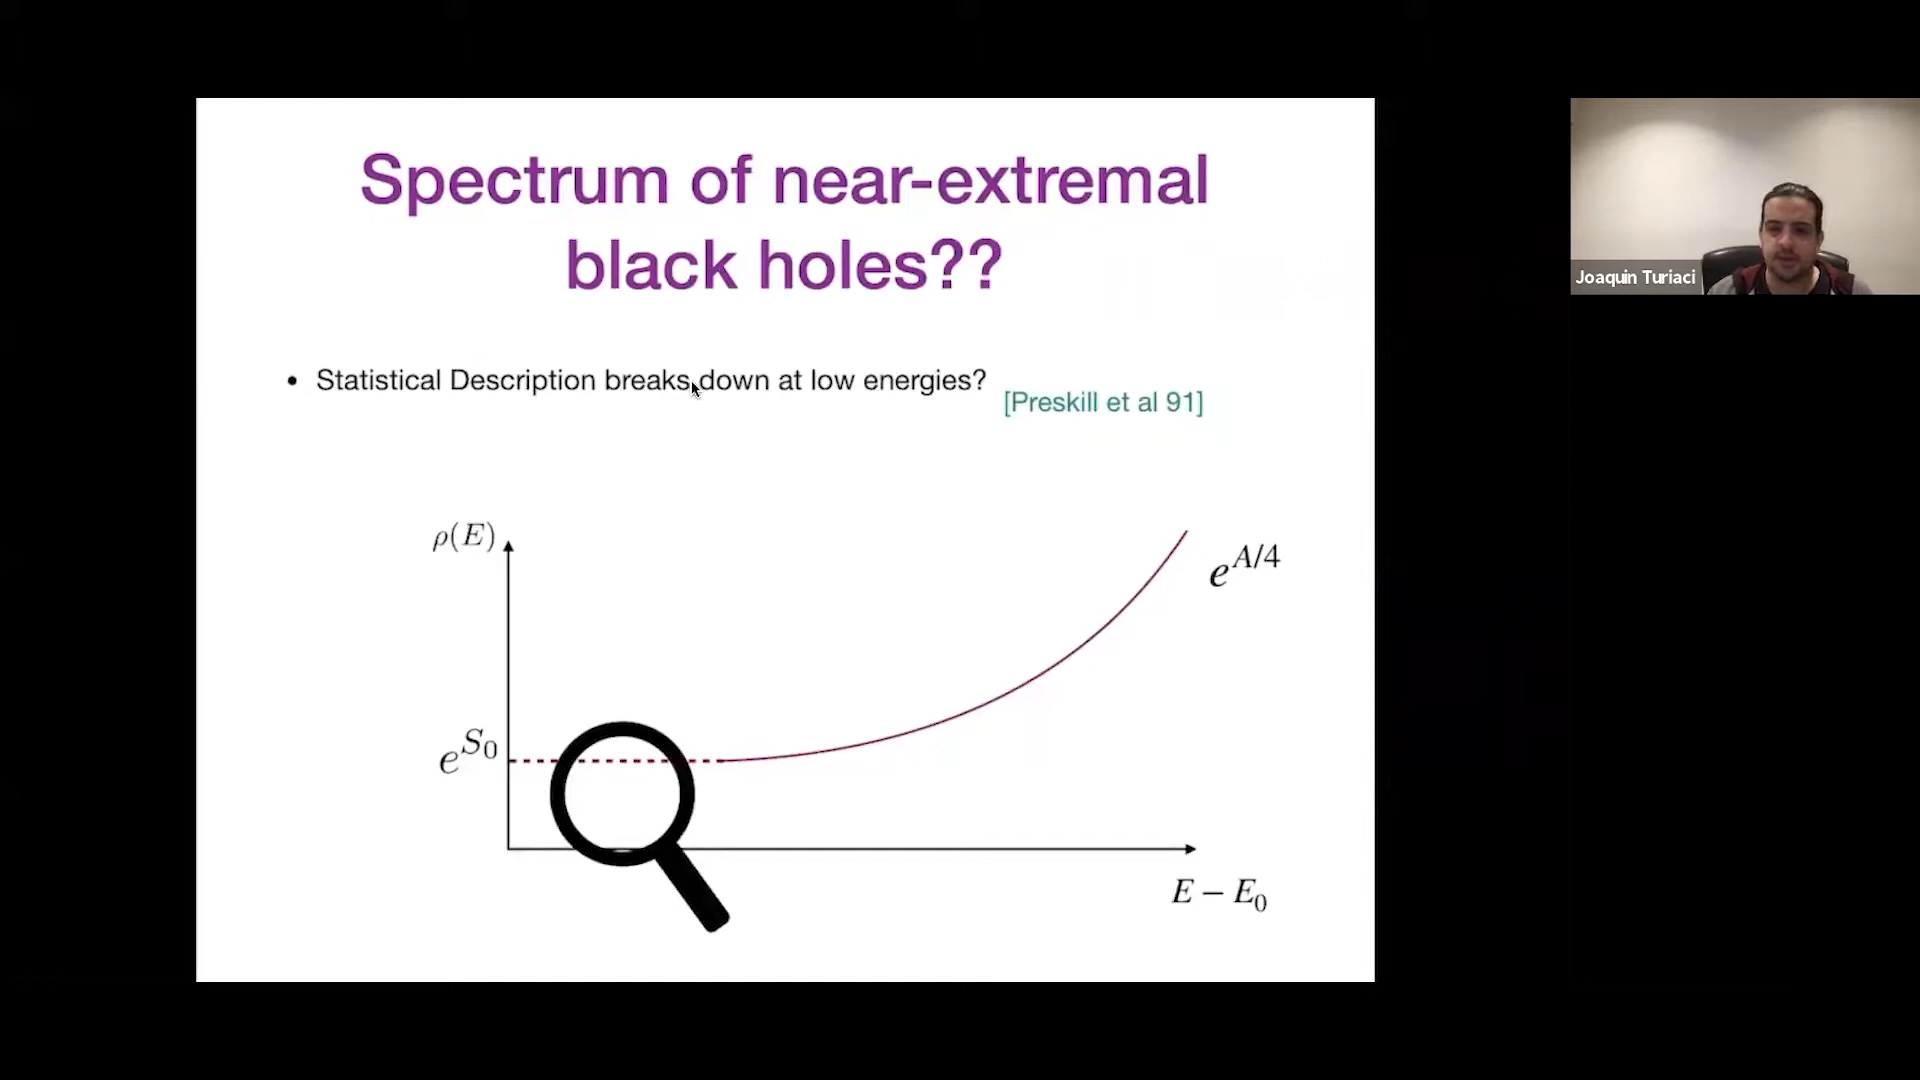 Spectrum of near-extremal
black holes??
• Statistical Description breaks down at low energies?
[Preskill et al 91]
ρ(E)
e^{A/4}
e^{S_0}
E − E_0
Joaquin Turiaci